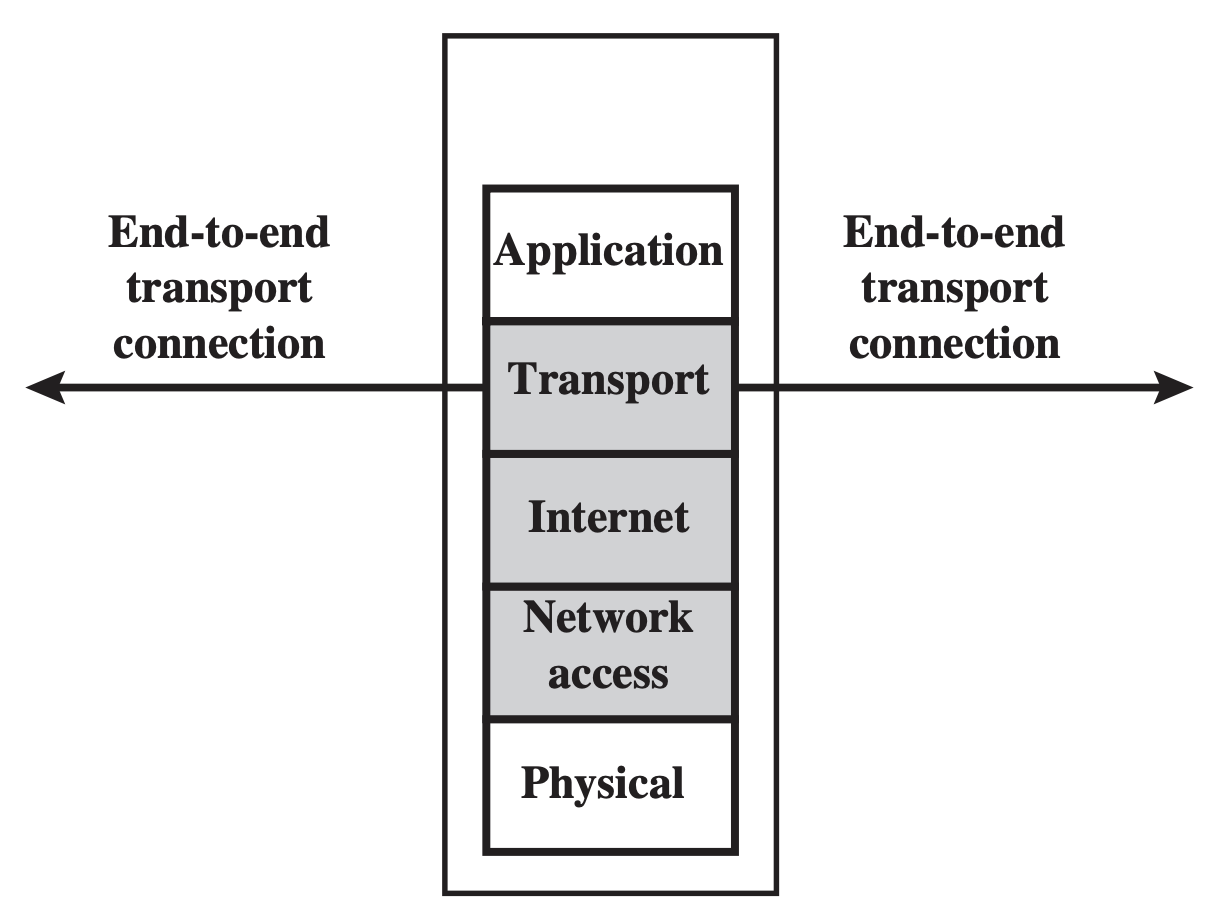 End-to-end
transport
connection
Application
Transport
Internet
Network
access
Physical
End-to-end
transport
connection